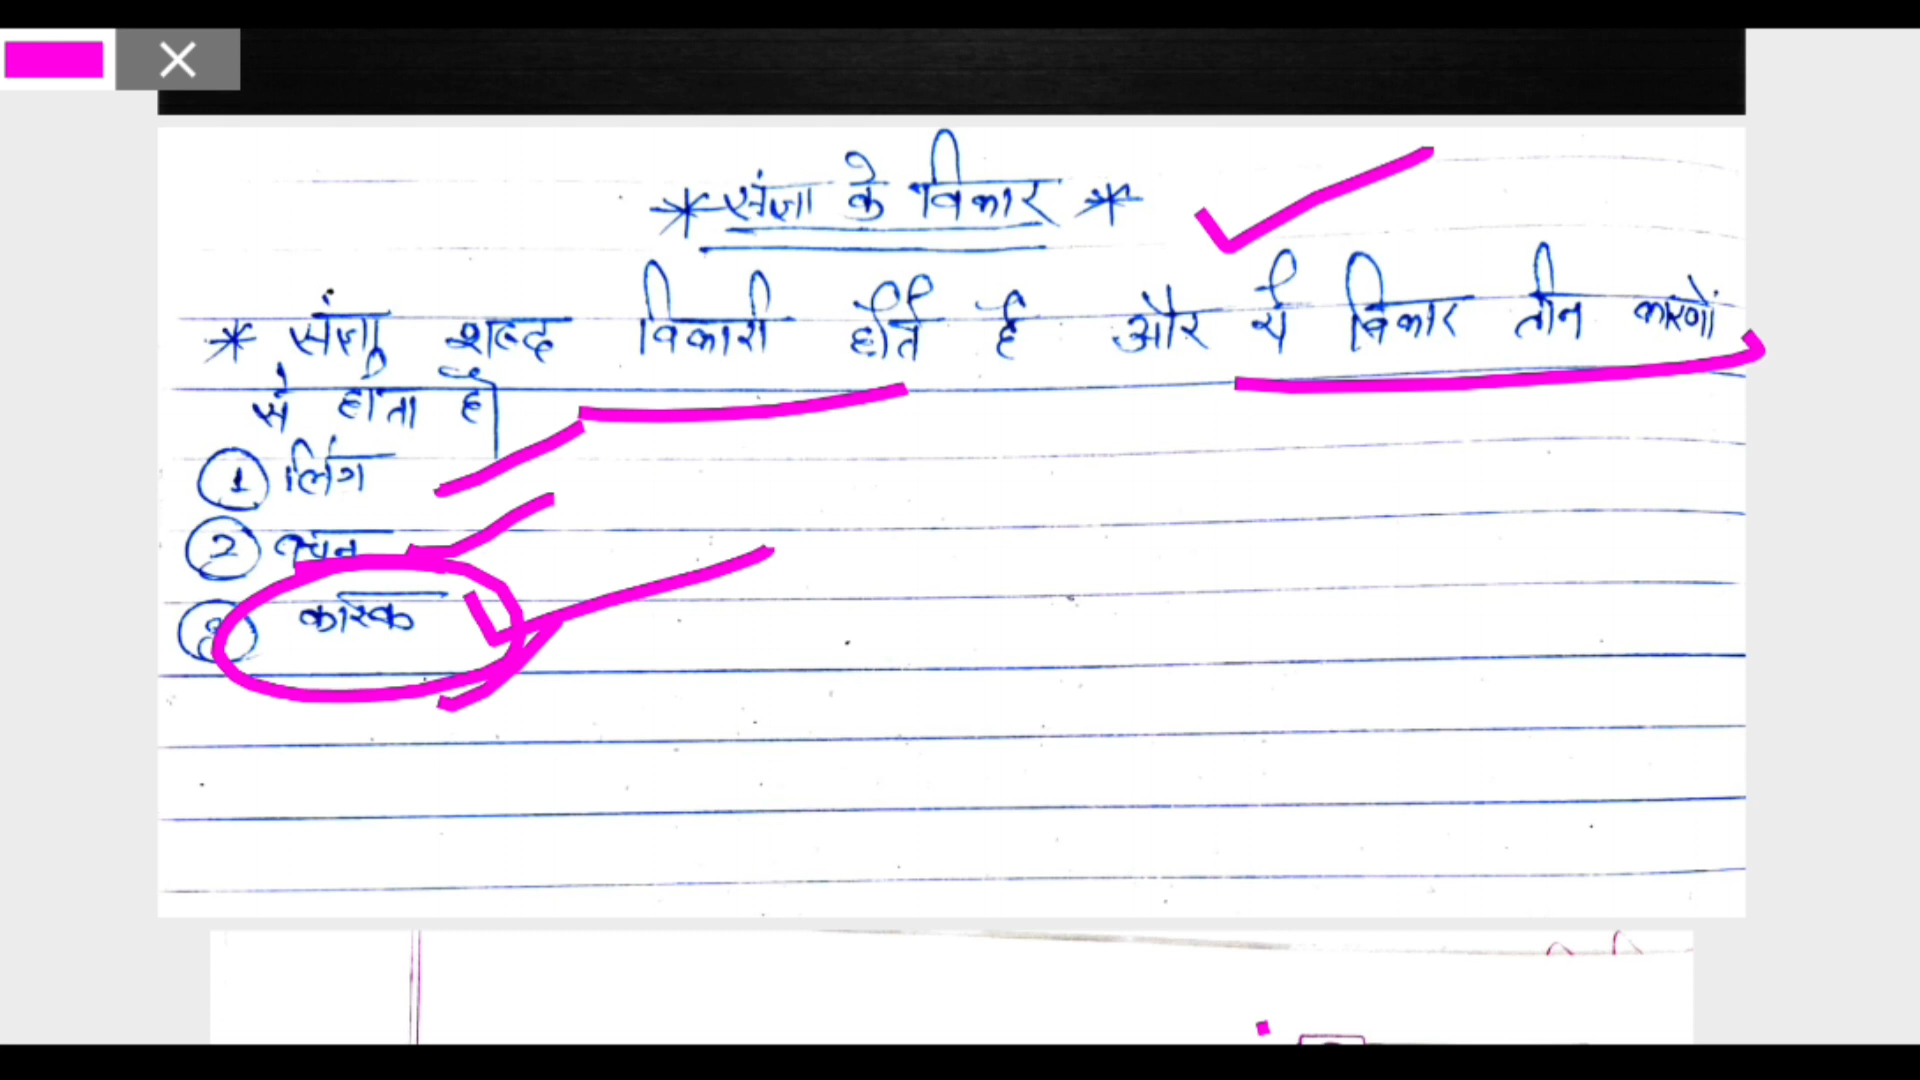 * संज्ञा के विकार *
* संज्ञा शब्द विकारी होते है और ये विकार तीन कारणों
से होता है।
1 लिंग
2 वचन
3 कारक